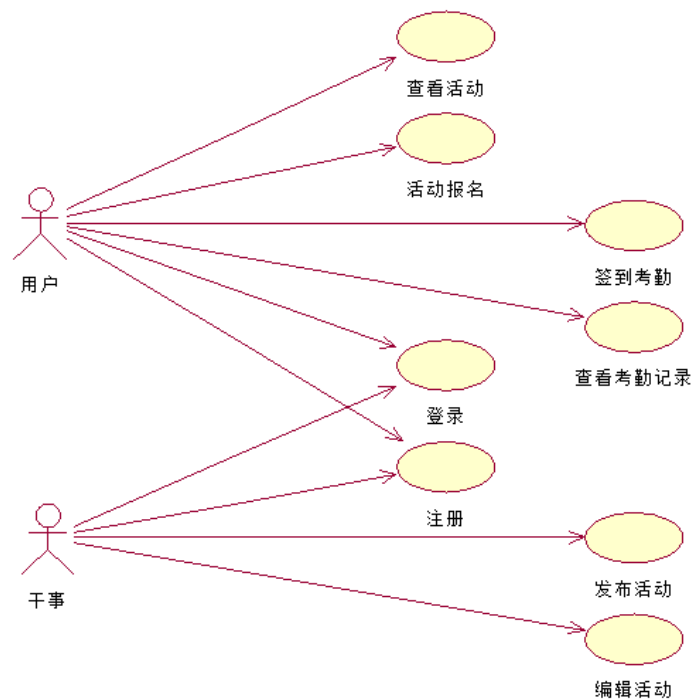 查看活动
活动报名
签到考勤
用户
查看考勤记录
登录
注册
发布活动
干事
编辑活动